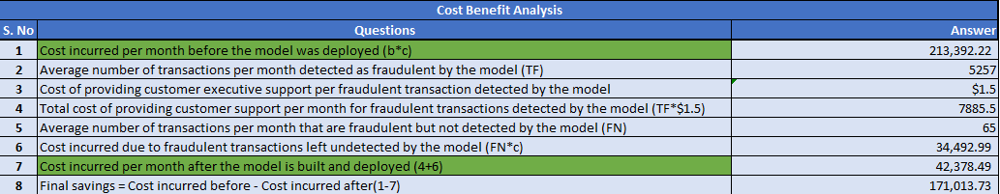 Cost Benefit Analysis
S. No Questions Answer
1 Cost incurred per month before the model was deployed (b*c) 213,392.22
2 Average number of transactions per month detected as fraudulent by the model (TF) 5257
3 Cost of providing customer executive support per fraudulent transaction detected by the model $1.5
4 Total cost of providing customer support per month for fraudulent transactions detected by the model (TF*$1.5) 7885.5
5 Average number of transactions per month that are fraudulent but not detected by the model (FN) 65
6 Cost incurred due to fraudulent transactions left undetected by the model (FN*c) 34,492.99
7 Cost incurred per month after the model is built and deployed (4+6) 42,378.49
8 Final savings = Cost incurred before - Cost incurred after(1-7) 171,013.73